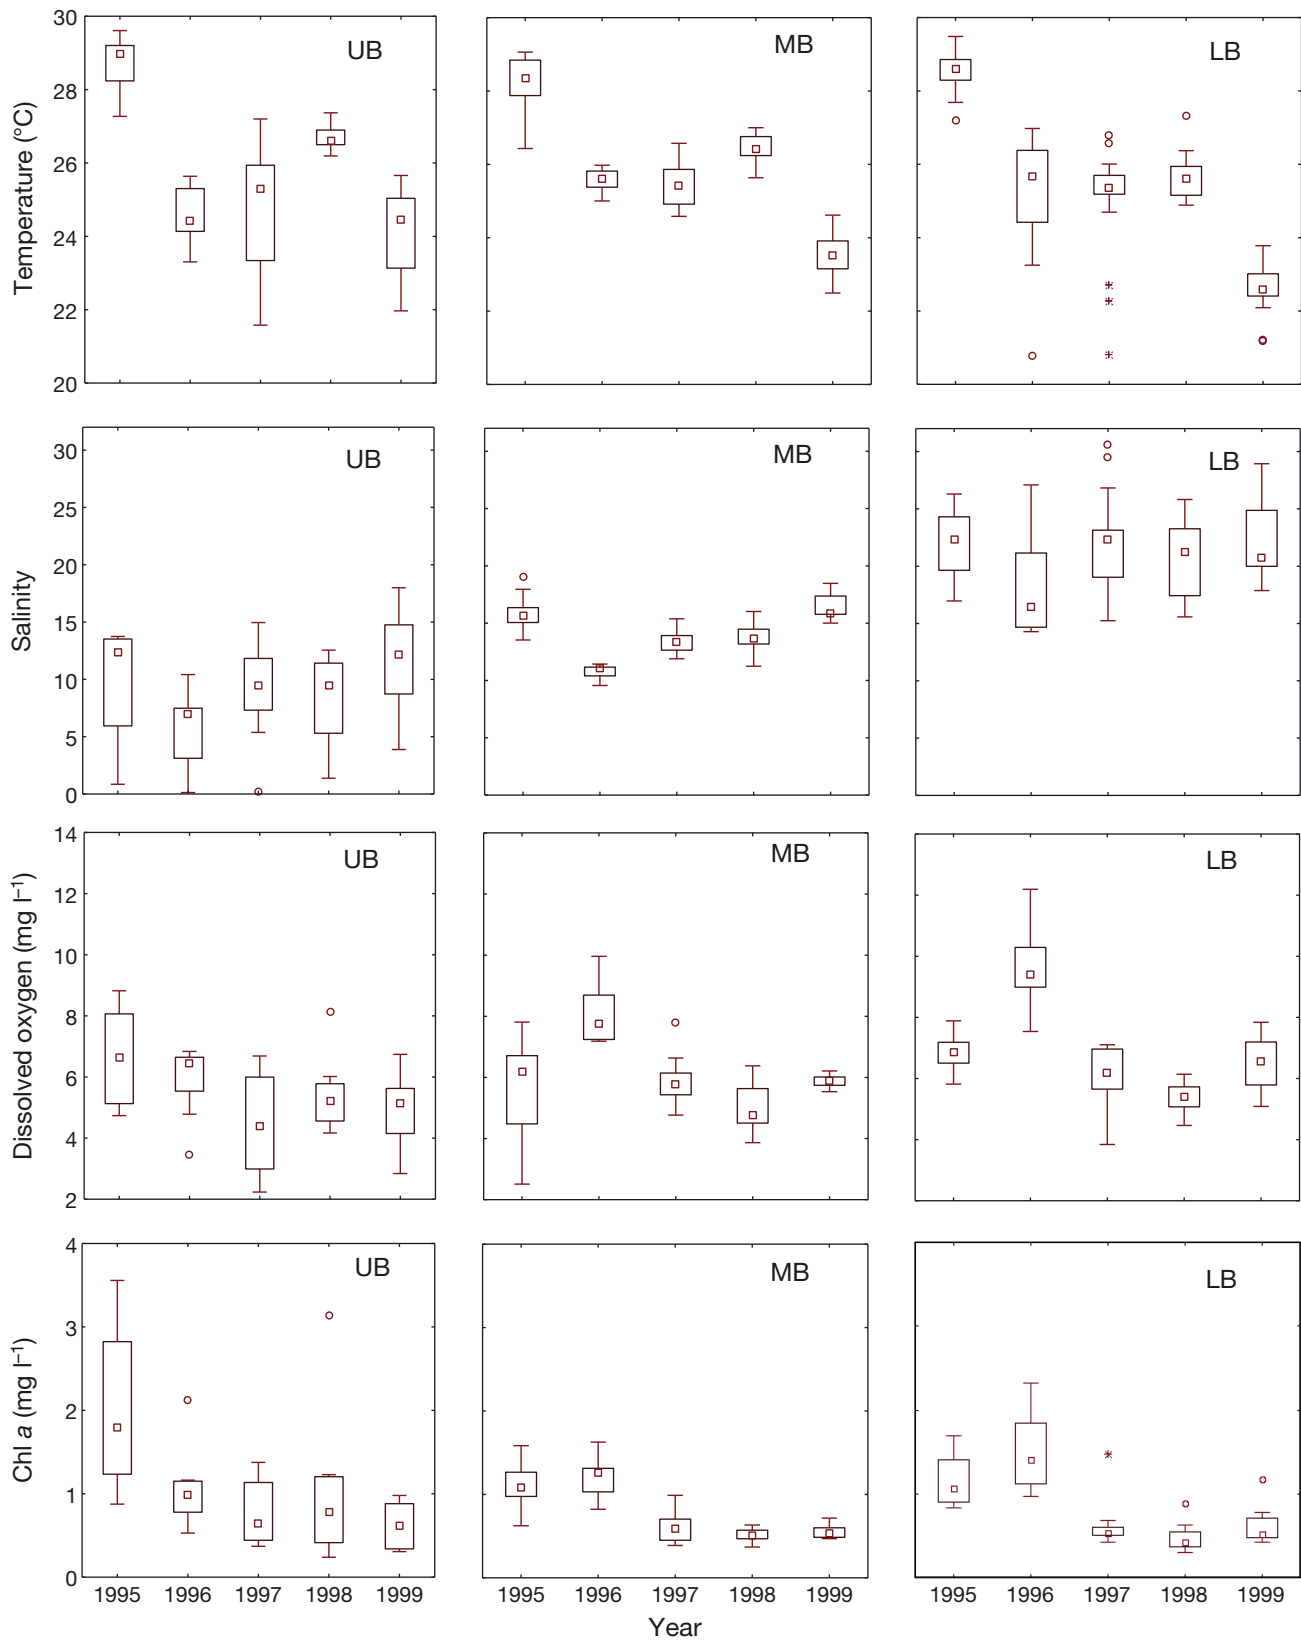 30
28
26
24
22
20
Temperature (°C)
UB
MB
LB
30
25
20
15
10
5
0
Salinity
UB
MB
LB
14
12
10
8
6
4
2
Dissolved oxygen (mg l⁻¹)
UB
MB
LB
4
3
2
1
0
Chl a (mg l⁻¹)
UB
MB
LB
1995 1996 1997 1998 1999 1995 1996 1997 1998 1999 1995 1996 1997 1998 1999
Year